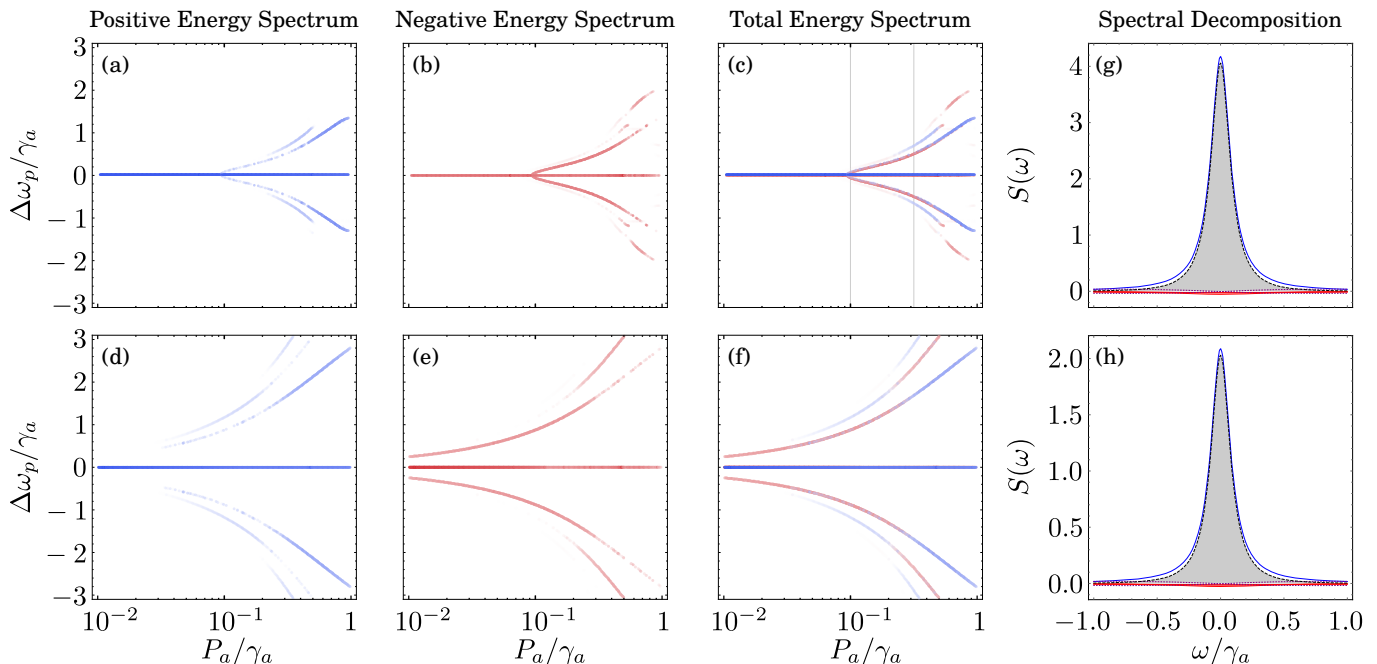 Positive Energy Spectrum
Negative Energy Spectrum
Total Energy Spectrum
Spectral Decomposition
Δω_p/γ_a
3
2
1
0
−1
−2
−3
(a)
(b)
(c)
S(ω)
4
3
2
1
0
(g)
Δω_p/γ_a
3
2
1
0
−1
−2
−3
(d)
(e)
(f)
S(ω)
2.0
1.5
1.0
0.5
0.0
(h)
10^−2 10^−1 1
10^−2 10^−1 1
10^−2 10^−1 1
−1.0 −0.5 0.0 0.5 1.0
P_a/γ_a
P_a/γ_a
P_a/γ_a
ω/γ_a